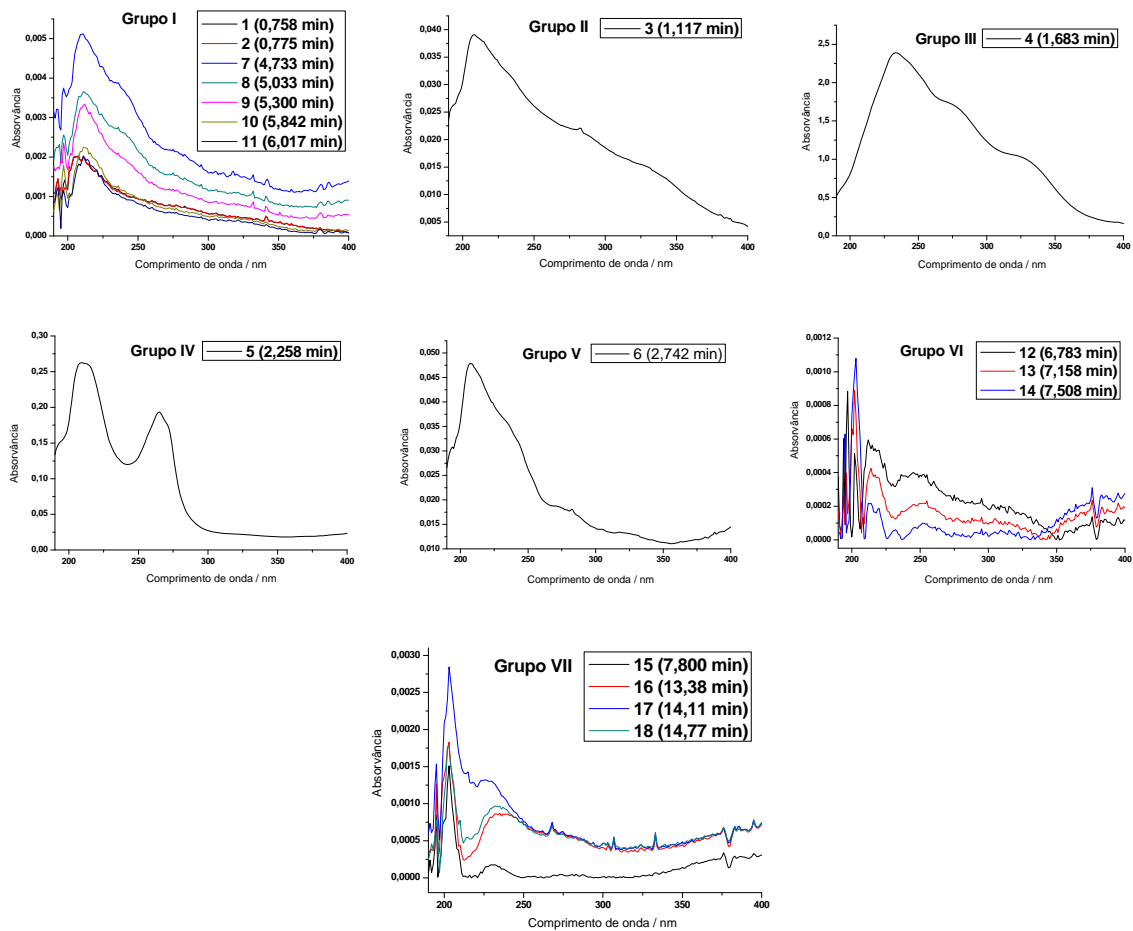 Grupo I
1 (0,758 min)
2 (0,775 min)
7 (4,733 min)
8 (5,033 min)
9 (5,300 min)
10 (5,842 min)
11 (6,017 min)
0,005
0,004
0,003
0,002
0,001
0,000
Absorvância
200
250
300
350
400
Comprimento de onda / nm
Grupo II
3 (1,117 min)
0,040
0,035
0,030
0,025
0,020
0,015
0,010
0,005
Absorvância
200
250
300
350
400
Comprimento de onda / nm
Grupo III
4 (1,683 min)
2,5
2,0
1,5
1,0
0,5
0,0
Absorvância
200
250
300
350
400
Comprimento de onda / nm
Grupo IV
5 (2,258 min)
0,30
0,25
0,20
0,15
0,10
0,05
0,00
Absorvância
200
250
300
350
400
Comprimento de onda / nm
Grupo V
6 (2,742 min)
0,050
0,045
0,040
0,035
0,030
0,025
0,020
0,015
0,010
Absorvância
200
250
300
350
400
Comprimento de onda / nm
Grupo VI
12 (6,783 min)
13 (7,158 min)
14 (7,508 min)
0,0012
0,0010
0,0008
0,0006
0,0004
0,0002
0,0000
Absorvância
200
250
300
350
400
Comprimento de onda / nm
Grupo VII
15 (7,800 min)
16 (13,38 min)
17 (14,11 min)
18 (14,77 min)
0,0030
0,0025
0,0020
0,0015
0,0010
0,0005
0,0000
Absorvância
200
250
300
350
400
Comprimento de onda / nm